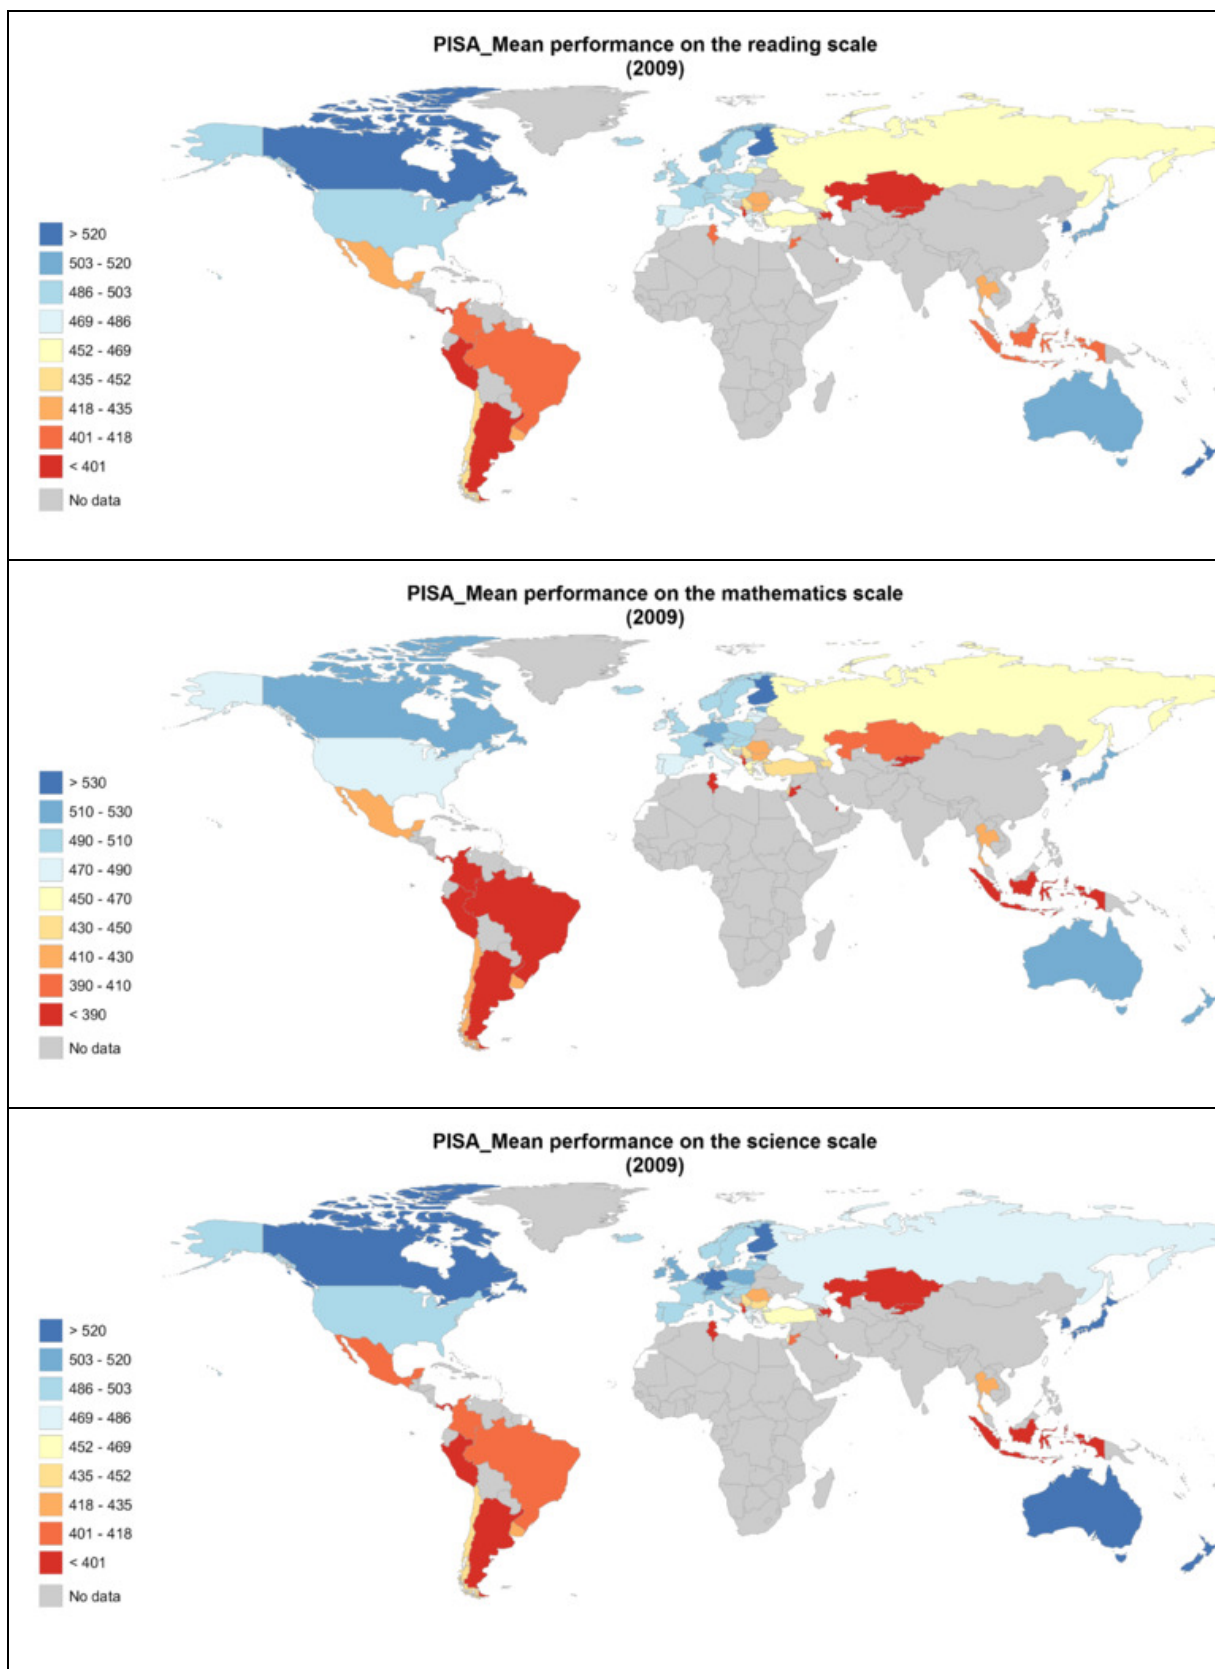 PISA_Mean performance on the reading scale
(2009)
> 520
503 - 520
486 - 503
469 - 486
452 - 469
435 - 452
418 - 435
401 - 418
< 401
No data
PISA_Mean performance on the mathematics scale
(2009)
> 530
510 - 530
490 - 510
470 - 490
450 - 470
430 - 450
410 - 430
390 - 410
< 390
No data
PISA_Mean performance on the science scale
(2009)
> 520
503 - 520
486 - 503
469 - 486
452 - 469
435 - 452
418 - 435
401 - 418
< 401
No data